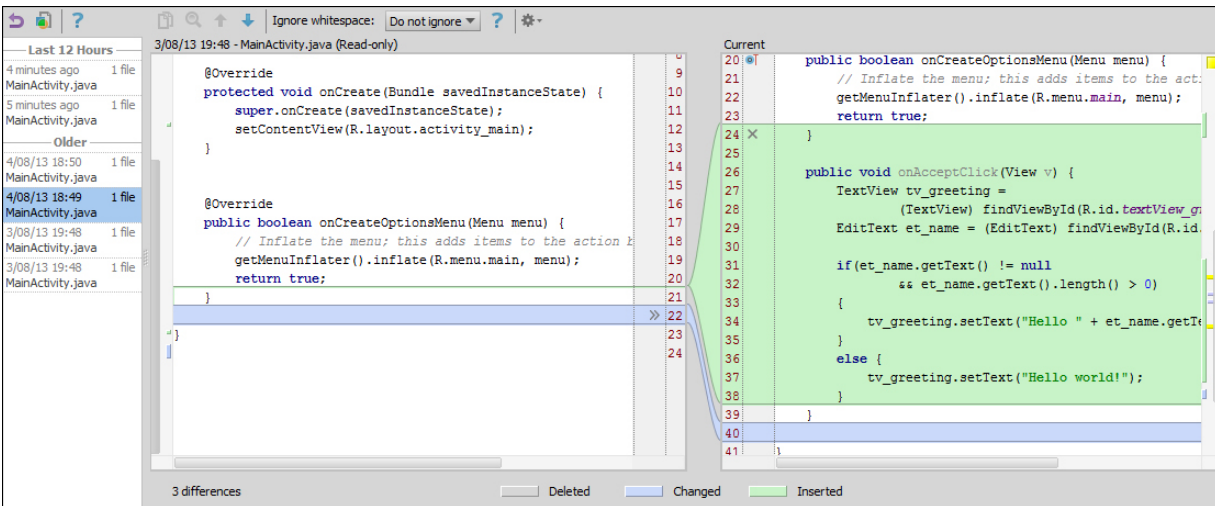 Ignore whitespace: Do not ignore
Last 12 Hours
4 minutes ago 1 file
MainActivity.java
5 minutes ago 1 file
MainActivity.java
Older
4/08/13 18:50 1 file
MainActivity.java
4/08/13 18:49 1 file
MainActivity.java
3/08/13 19:48 1 file
MainActivity.java
3/08/13 19:48 1 file
MainActivity.java
3/08/13 19:48 - MainActivity.java (Read-only)
@Override 9
protected void onCreate(Bundle savedInstanceState) { 10
super.onCreate(savedInstanceState); 11
setContentView(R.layout.activity_main); 12
} 13
14
15
@Override 16
public boolean onCreateOptionsMenu(Menu menu) { 17
// Inflate the menu; this adds items to the action b 18
getMenuInflater().inflate(R.menu.main, menu); 19
return true; 20
} 21
22
} 23
24
Current
20 public boolean onCreateOptionsMenu(Menu menu) {
21 // Inflate the menu; this adds items to the act
22 getMenuInflater().inflate(R.menu.main, menu);
23 return true;
24 }
25
26 public void onAcceptClick(View v) {
27 TextView tv_greeting =
28 (TextView) findViewById(R.id.textView_g
29 EditText et_name = (EditText) findViewById(R.id.
30
31 if(et_name.getText() != null
32 && et_name.getText().length() > 0)
33 {
34 tv_greeting.setText("Hello " + et_name.getT
35 }
36 else {
37 tv_greeting.setText("Hello world!");
38 }
39 }
40
41 }
3 differences Deleted Changed Inserted